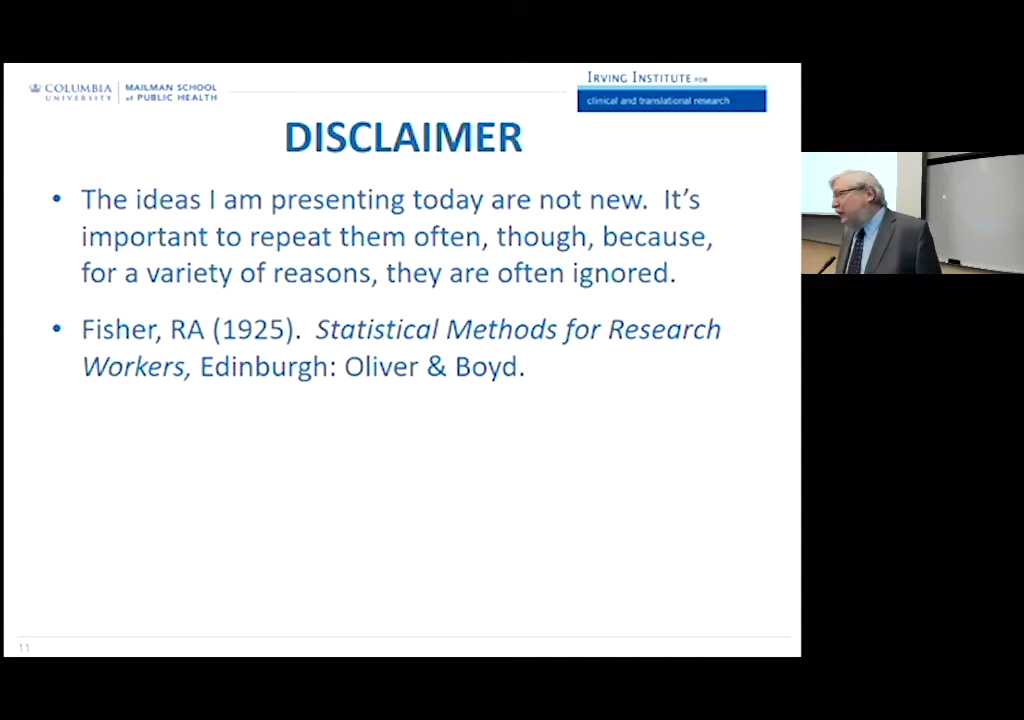 COLUMBIA UNIVERSITY
MAILMAN SCHOOL of PUBLIC HEALTH
IRVING INSTITUTE FOR
clinical and translational research
DISCLAIMER
• The ideas I am presenting today are not new. It's
important to repeat them often, though, because,
for a variety of reasons, they are often ignored.
• Fisher, RA (1925). Statistical Methods for Research
Workers, Edinburgh: Oliver & Boyd.
11